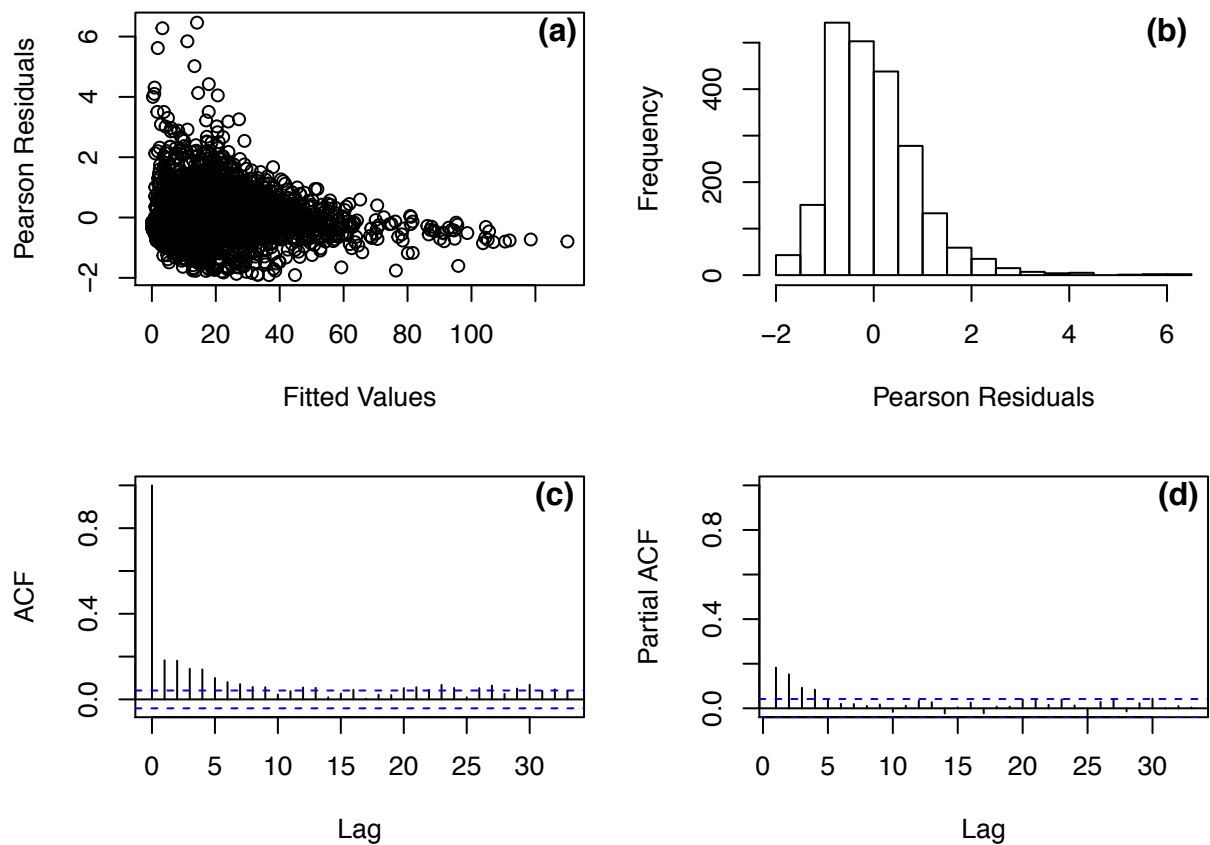 (a)
Pearson Residuals
6
4
2
0
−2
0 20 40 60 80 100
Fitted Values
(b)
Frequency
400
200
0
−2 0 2 4 6
Pearson Residuals
(c)
ACF
0.8
0.4
0.0
0 5 10 15 20 25 30
Lag
(d)
Partial ACF
0.8
0.4
0.0
0 5 10 15 20 25 30
Lag